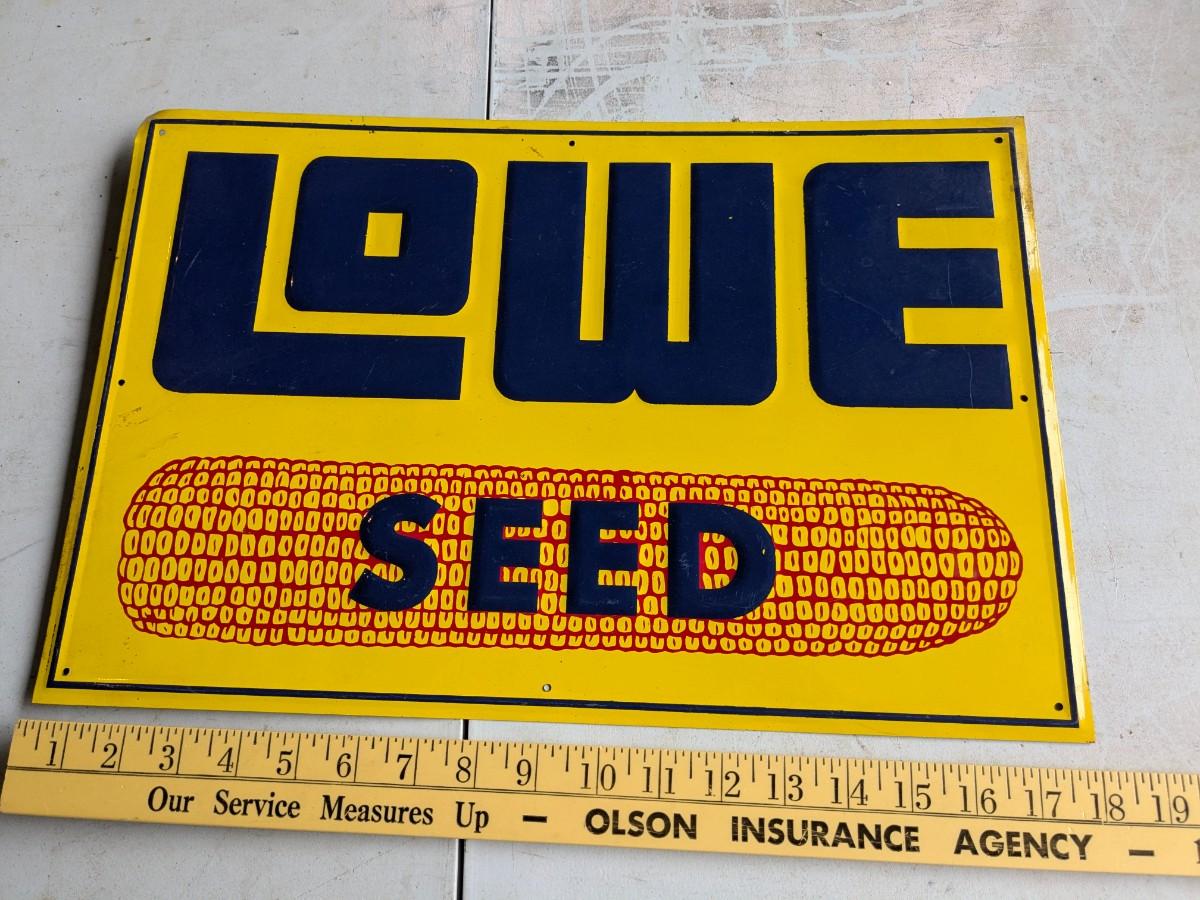 LOWE
SEED
1 2 3 4 5 6 7 8 9 10 11 12 13 14 15 16 17 18 19
Our Service Measures Up — OLSON INSURANCE AGENCY —